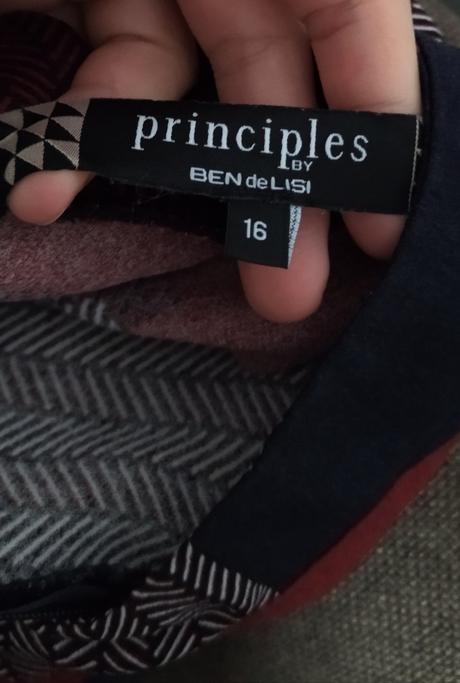 principles
BY
BEN de LISI
16